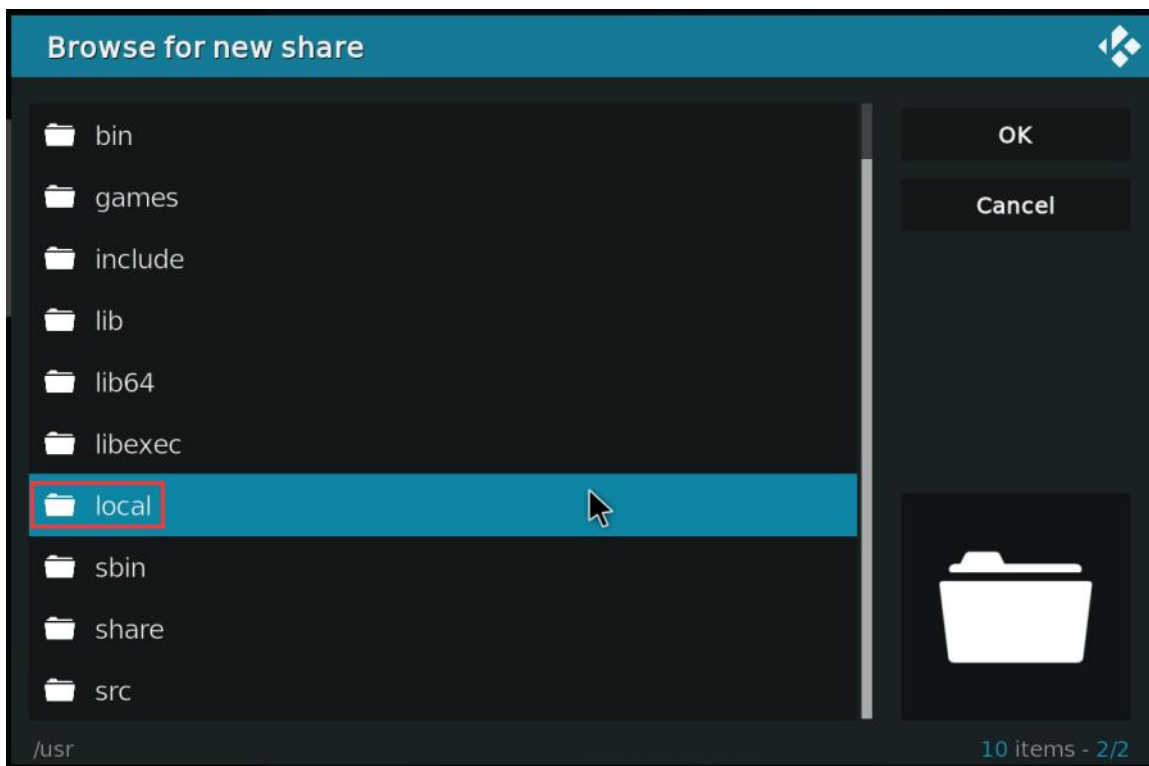 Browse for new share
bin
games
include
lib
lib64
libexec
local
sbin
share
src
OK
Cancel
/usr
10 items - 2/2